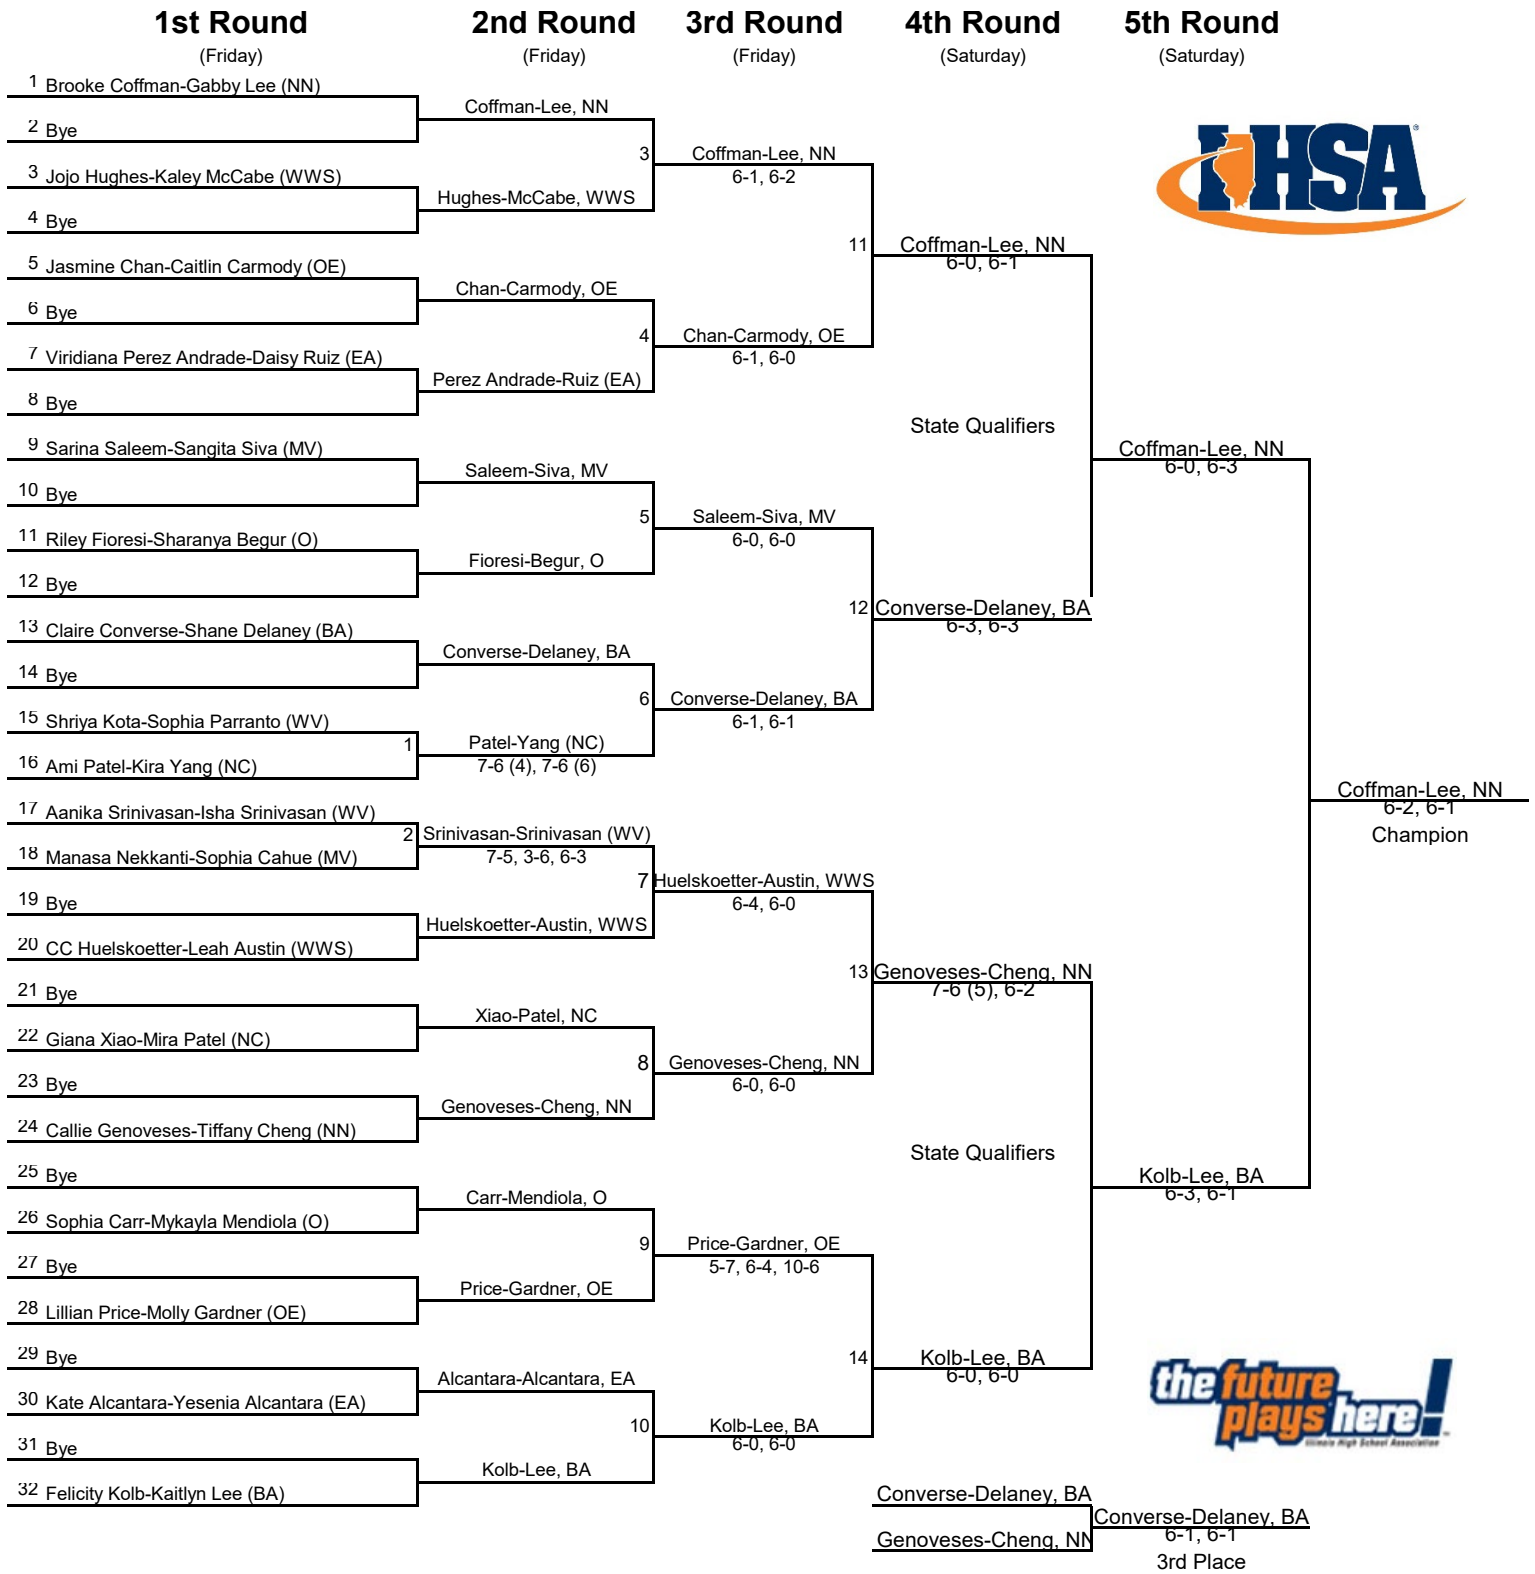 1st Round
2nd Round
3rd Round
4th Round
5th Round
(Friday)
(Friday)
(Friday)
(Saturday)
(Saturday)
1 Brooke Coffman-Gabby Lee (NN)
2 Bye
3 Jojo Hughes-Kaley McCabe (WWS)
4 Bye
5 Jasmine Chan-Caitlin Carmody (OE)
6 Bye
7 Viridiana Perez Andrade-Daisy Ruiz (EA)
8 Bye
9 Sarina Saleem-Sangita Siva (MV)
10 Bye
11 Riley Fioresi-Sharanya Begur (O)
12 Bye
13 Claire Converse-Shane Delaney (BA)
14 Bye
15 Shriya Kota-Sophia Parranto (WV)
1
16 Ami Patel-Kira Yang (NC)
17 Aanika Srinivasan-Isha Srinivasan (WV)
2
18 Manasa Nekkanti-Sophia Cahue (MV)
19 Bye
20 CC Huelskoetter-Leah Austin (WWS)
21 Bye
22 Giana Xiao-Mira Patel (NC)
23 Bye
24 Callie Genoveses-Tiffany Cheng (NN)
25 Bye
26 Sophia Carr-Mykayla Mendiola (O)
27 Bye
28 Lillian Price-Molly Gardner (OE)
29 Bye
30 Kate Alcantara-Yesenia Alcantara (EA)
31 Bye
32 Felicity Kolb-Kaitlyn Lee (BA)
Coffman-Lee, NN
3
Hughes-McCabe, WWS
Chan-Carmody, OE
4
Perez Andrade-Ruiz (EA)
Saleem-Siva, MV
5
Fioresi-Begur, O
Converse-Delaney, BA
6
Patel-Yang (NC)
7-6 (4), 7-6 (6)
Srinivasan-Srinivasan (WV)
7-5, 3-6, 6-3
7
Huelskoetter-Austin, WWS
Xiao-Patel, NC
8
Genoveses-Cheng, NN
Carr-Mendiola, O
9
Price-Gardner, OE
Alcantara-Alcantara, EA
10
Kolb-Lee, BA
Coffman-Lee, NN
6-1, 6-2
11
Chan-Carmody, OE
6-1, 6-0
Saleem-Siva, MV
6-0, 6-0
12
Converse-Delaney, BA
6-1, 6-1
Huelskoetter-Austin, WWS
6-4, 6-0
13
Genoveses-Cheng, NN
6-0, 6-0
Price-Gardner, OE
5-7, 6-4, 10-6
14
Kolb-Lee, BA
6-0, 6-0
Coffman-Lee, NN
6-0, 6-1
State Qualifiers
Converse-Delaney, BA
6-3, 6-3
Genoveses-Cheng, NN
7-6 (5), 6-2
State Qualifiers
Kolb-Lee, BA
6-0, 6-0
Converse-Delaney, BA
Genoveses-Cheng, NN
IHSA
®
Coffman-Lee, NN
6-0, 6-3
Kolb-Lee, BA
6-3, 6-1
Coffman-Lee, NN
6-2, 6-1
Champion
the future
plays here!
Illinois High School Association
Converse-Delaney, BA
6-1, 6-1
3rd Place